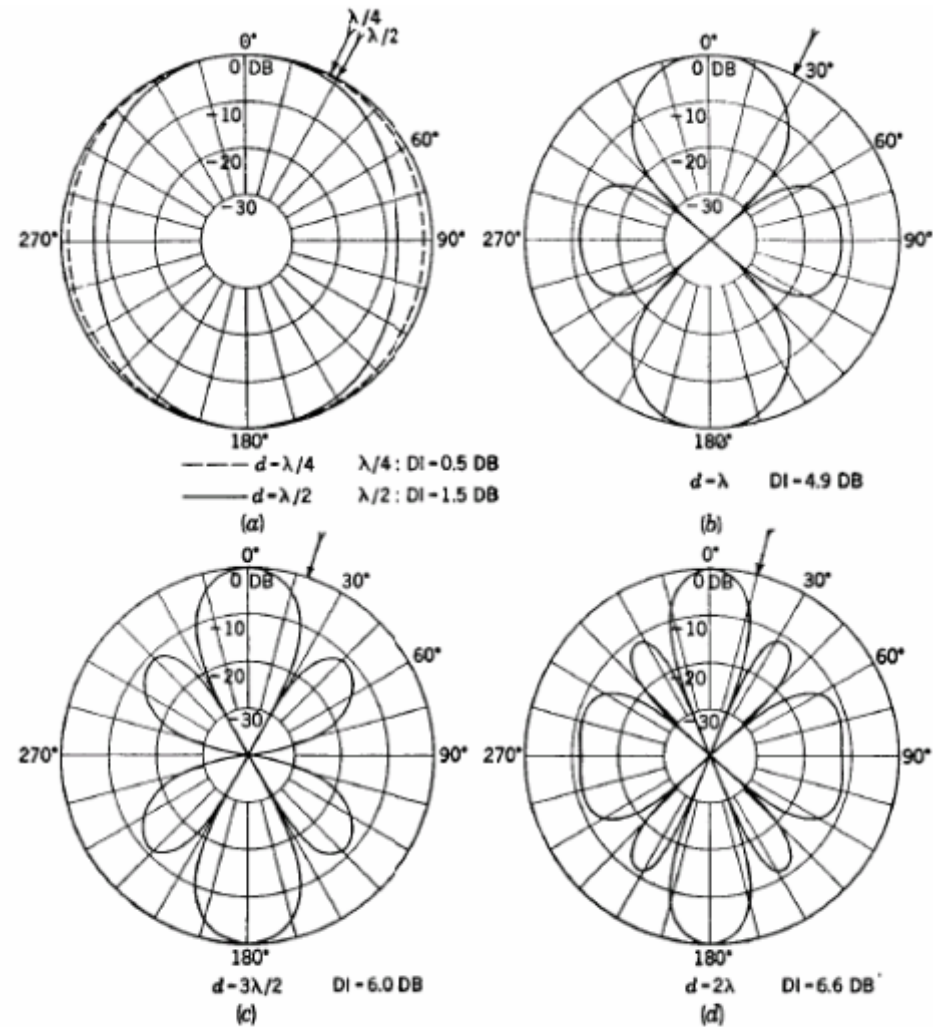 λ/4
λ/2
0°
0 DB
-10
-20
-30
60°
90°
270°
180°
d=λ/4 λ/4: DI=0.5 DB
d=λ/2 λ/2: DI=1.5 DB
(a)
0°
0 DB
30°
-10
-20
-30
60°
90°
270°
180°
d=λ DI=4.9 DB
(b)
0°
0 DB
30°
-10
-20
-30
60°
90°
270°
180°
d=3λ/2 DI=6.0 DB
(c)
0°
0 DB
30°
-10
-20
-30
60°
90°
270°
180°
d=2λ DI=6.6 DB
(d)